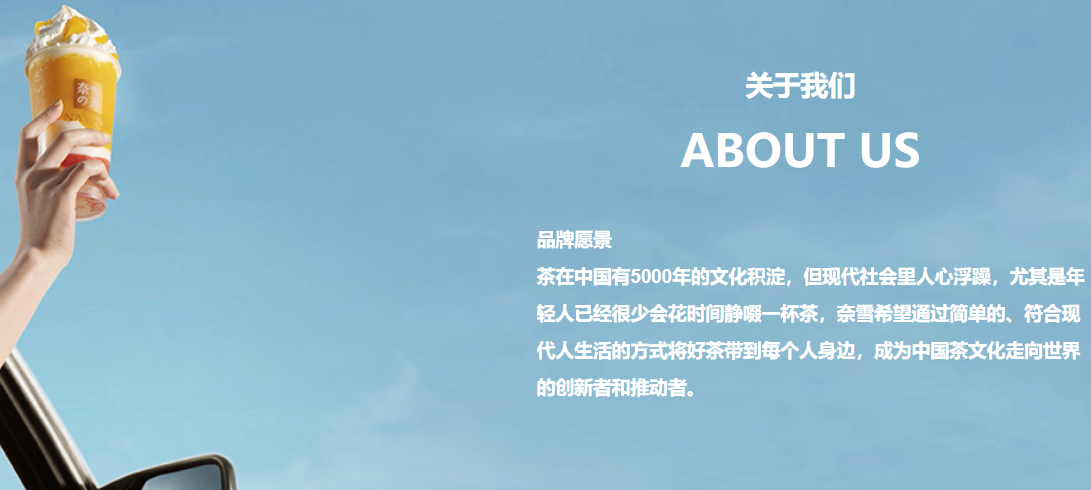 奈雪の茶
关于我们
ABOUT US
品牌愿景
茶在中国有5000年的文化积淀，但现代社会里人心浮躁，尤其是年
轻人已经很少会花时间静啜一杯茶，奈雪希望通过简单的、符合现
代人生活的方式将好茶带到每个人身边，成为中国茶文化走向世界
的创新者和推动者。